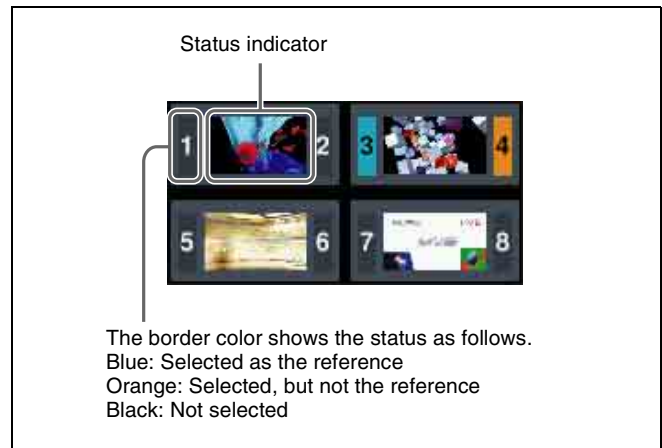 Status indicator
1 2 3 4
5 6 7 8
The border color shows the status as follows.
Blue: Selected as the reference
Orange: Selected, but not the reference
Black: Not selected